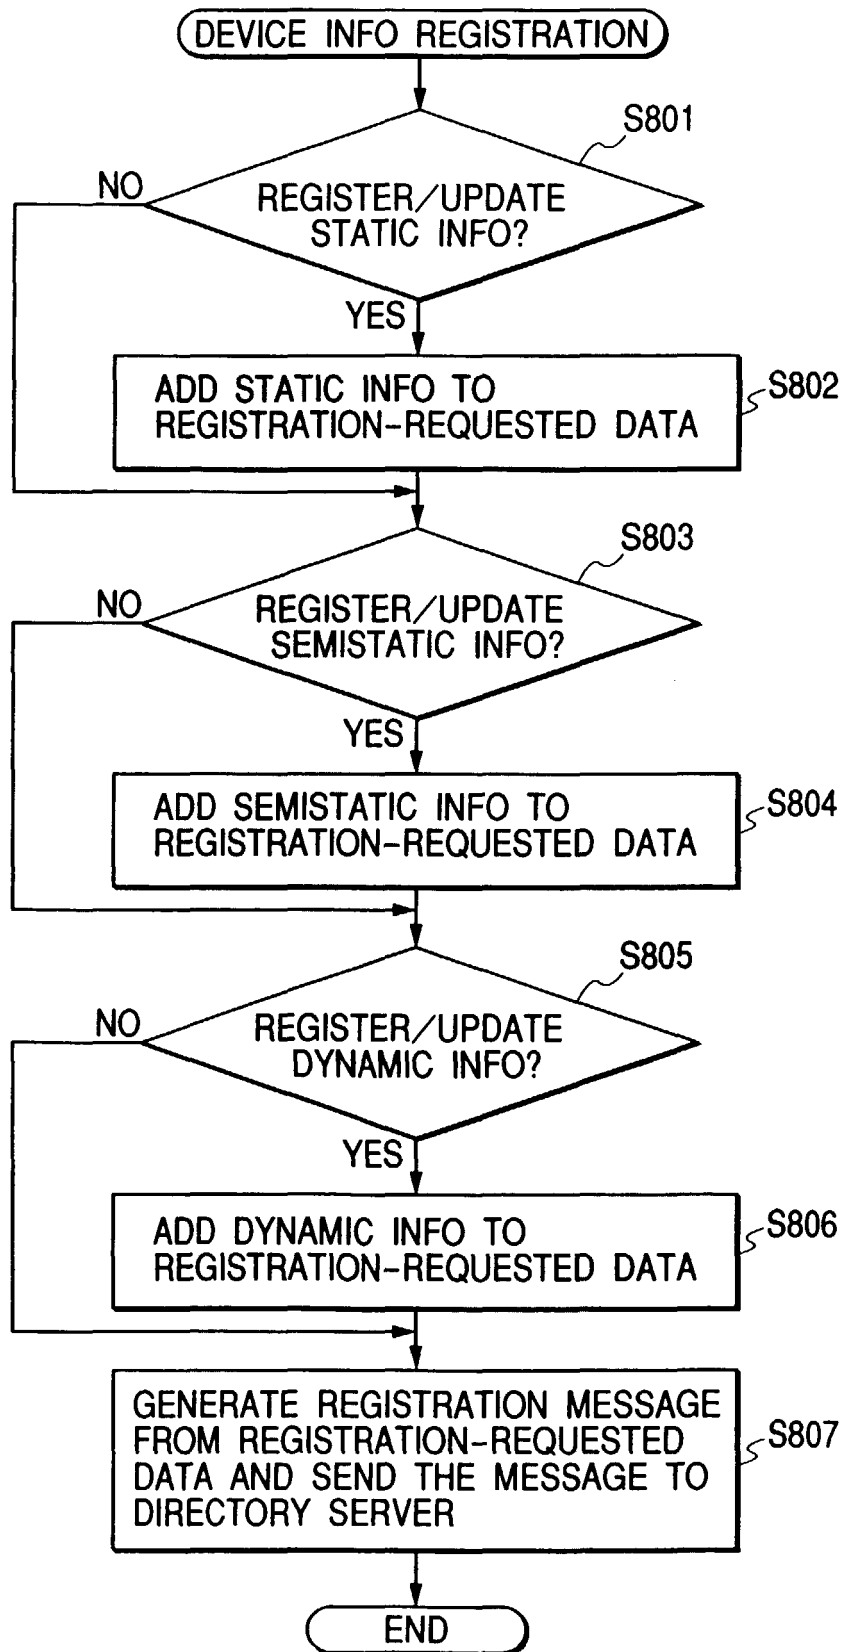 DEVICE INFO REGISTRATION
S801
NO
REGISTER/UPDATE
STATIC INFO?
YES
ADD STATIC INFO TO
REGISTRATION-REQUESTED DATA
S802
S803
NO
REGISTER/UPDATE
SEMISTATIC INFO?
YES
ADD SEMISTATIC INFO TO
REGISTRATION-REQUESTED DATA
S804
S805
NO
REGISTER/UPDATE
DYNAMIC INFO?
YES
ADD DYNAMIC INFO TO
REGISTRATION-REQUESTED DATA
S806
GENERATE REGISTRATION MESSAGE
FROM REGISTRATION-REQUESTED
DATA AND SEND THE MESSAGE TO
DIRECTORY SERVER
S807
END